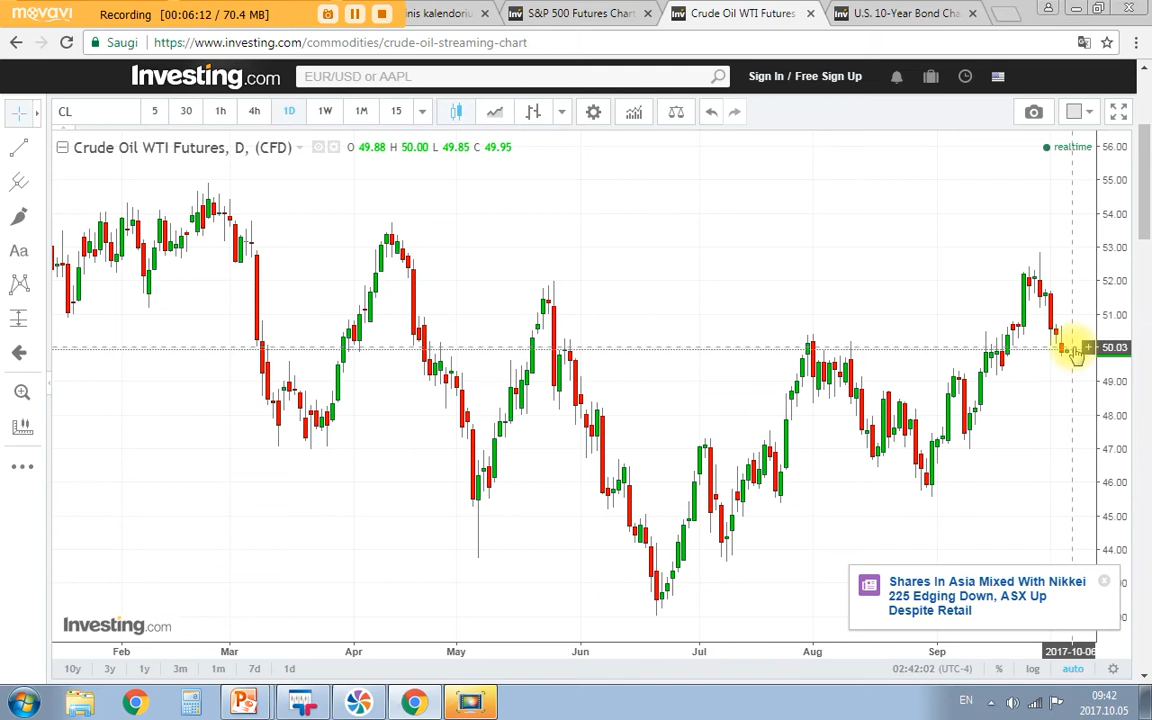 movavi
Recording [00:06:12 / 70.4 MB]
nis kalendoriu
S&P 500 Futures Chart
Crude Oil WTI Futures
U.S. 10-Year Bond Cha
Saugi
https://www.investing.com/commodities/crude-oil-streaming-chart
Investing.com
EUR/USD or AAPL
Sign In / Free Sign Up
CL
5
30
1h
4h
1D
1W
1M
15
Crude Oil WTI Futures, D, (CFD)
O 49.88 H 50.00 L 49.85 C 49.95
realtime
Aa
56.00
55.00
54.00
53.00
52.00
51.00
50.03
49.00
48.00
47.00
46.00
45.00
44.00
Shares In Asia Mixed With Nikkei
225 Edging Down, ASX Up
Despite Retail
Investing.com
Feb
Mar
Apr
May
Jun
Jul
Aug
Sep
2017-10-06
10y
3y
1y
3m
1m
7d
1d
02:42:02 (UTC-4)
%
log
auto
EN
09:42
2017.10.05